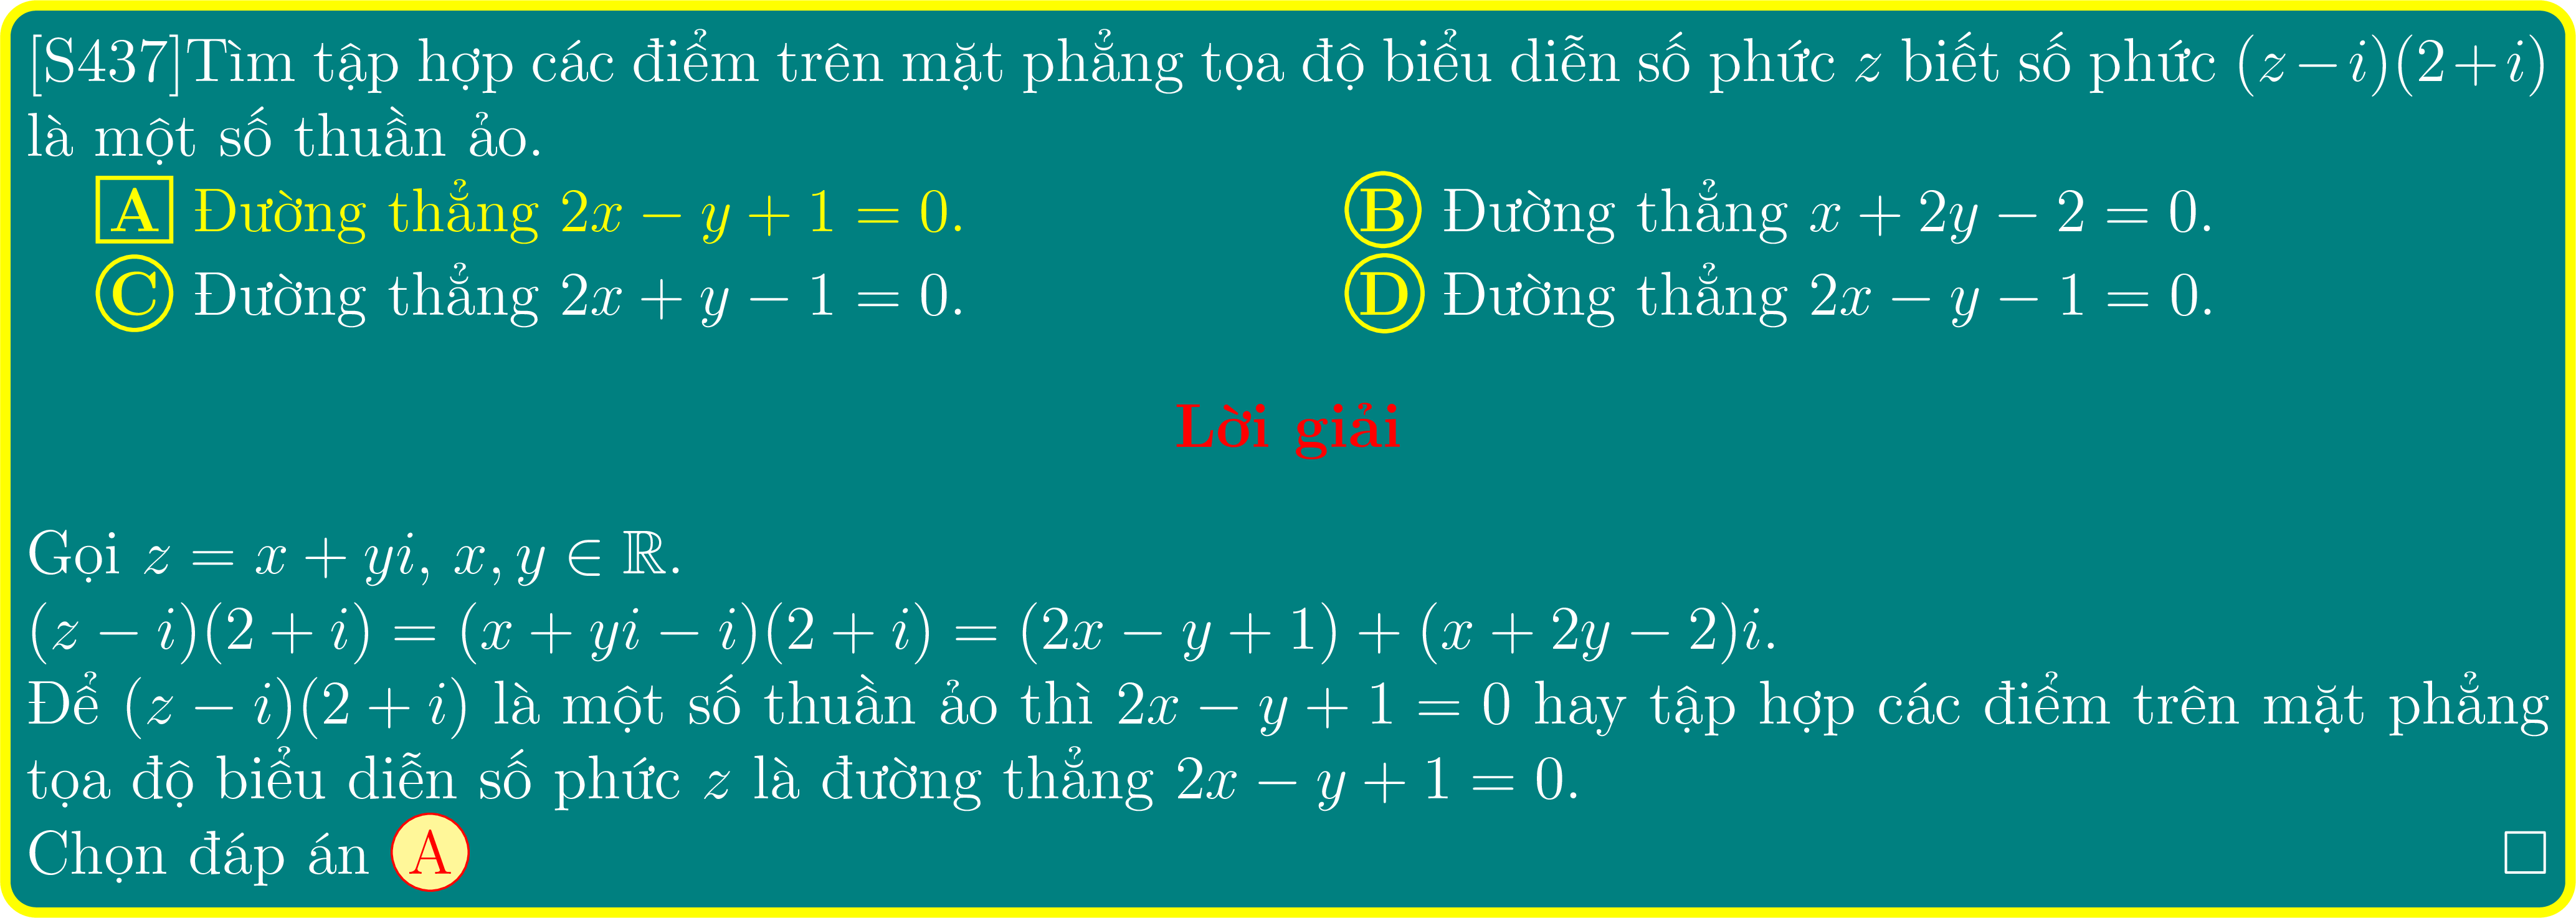 [S437]Tìm tập hợp các điểm trên mặt phẳng tọa độ biểu diễn số phức z biết số phức (z − i)(2 + i)
là một số thuần ảo.
A Đường thẳng 2x − y + 1 = 0. B Đường thẳng x + 2y − 2 = 0.
C Đường thẳng 2x + y − 1 = 0. D Đường thẳng 2x − y − 1 = 0.
Lời giải
Gọi z = x + yi, x, y ∈ ℝ.
(z − i)(2 + i) = (x + yi − i)(2 + i) = (2x − y + 1) + (x + 2y − 2)i.
Để (z − i)(2 + i) là một số thuần ảo thì 2x − y + 1 = 0 hay tập hợp các điểm trên mặt phẳng
tọa độ biểu diễn số phức z là đường thẳng 2x − y + 1 = 0.
Chọn đáp án A □